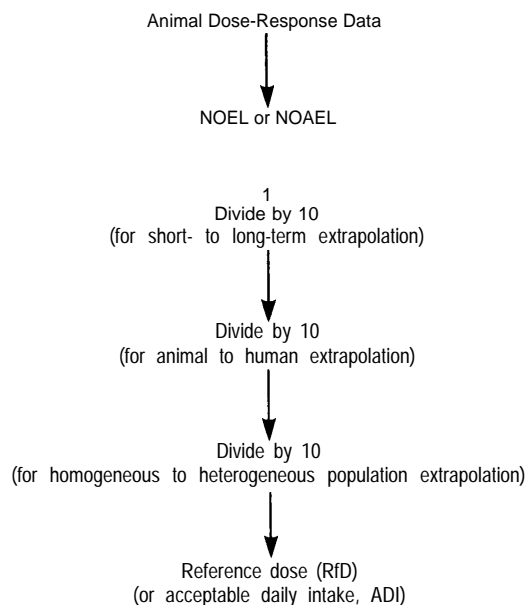 Animal Dose-Response Data
NOEL or NOAEL
1
Divide by 10
(for short- to long-term extrapolation)
Divide by 10
(for animal to human extrapolation)
Divide by 10
(for homogeneous to heterogeneous population extrapolation)
Reference dose (RfD)
(or acceptable daily intake, ADI)